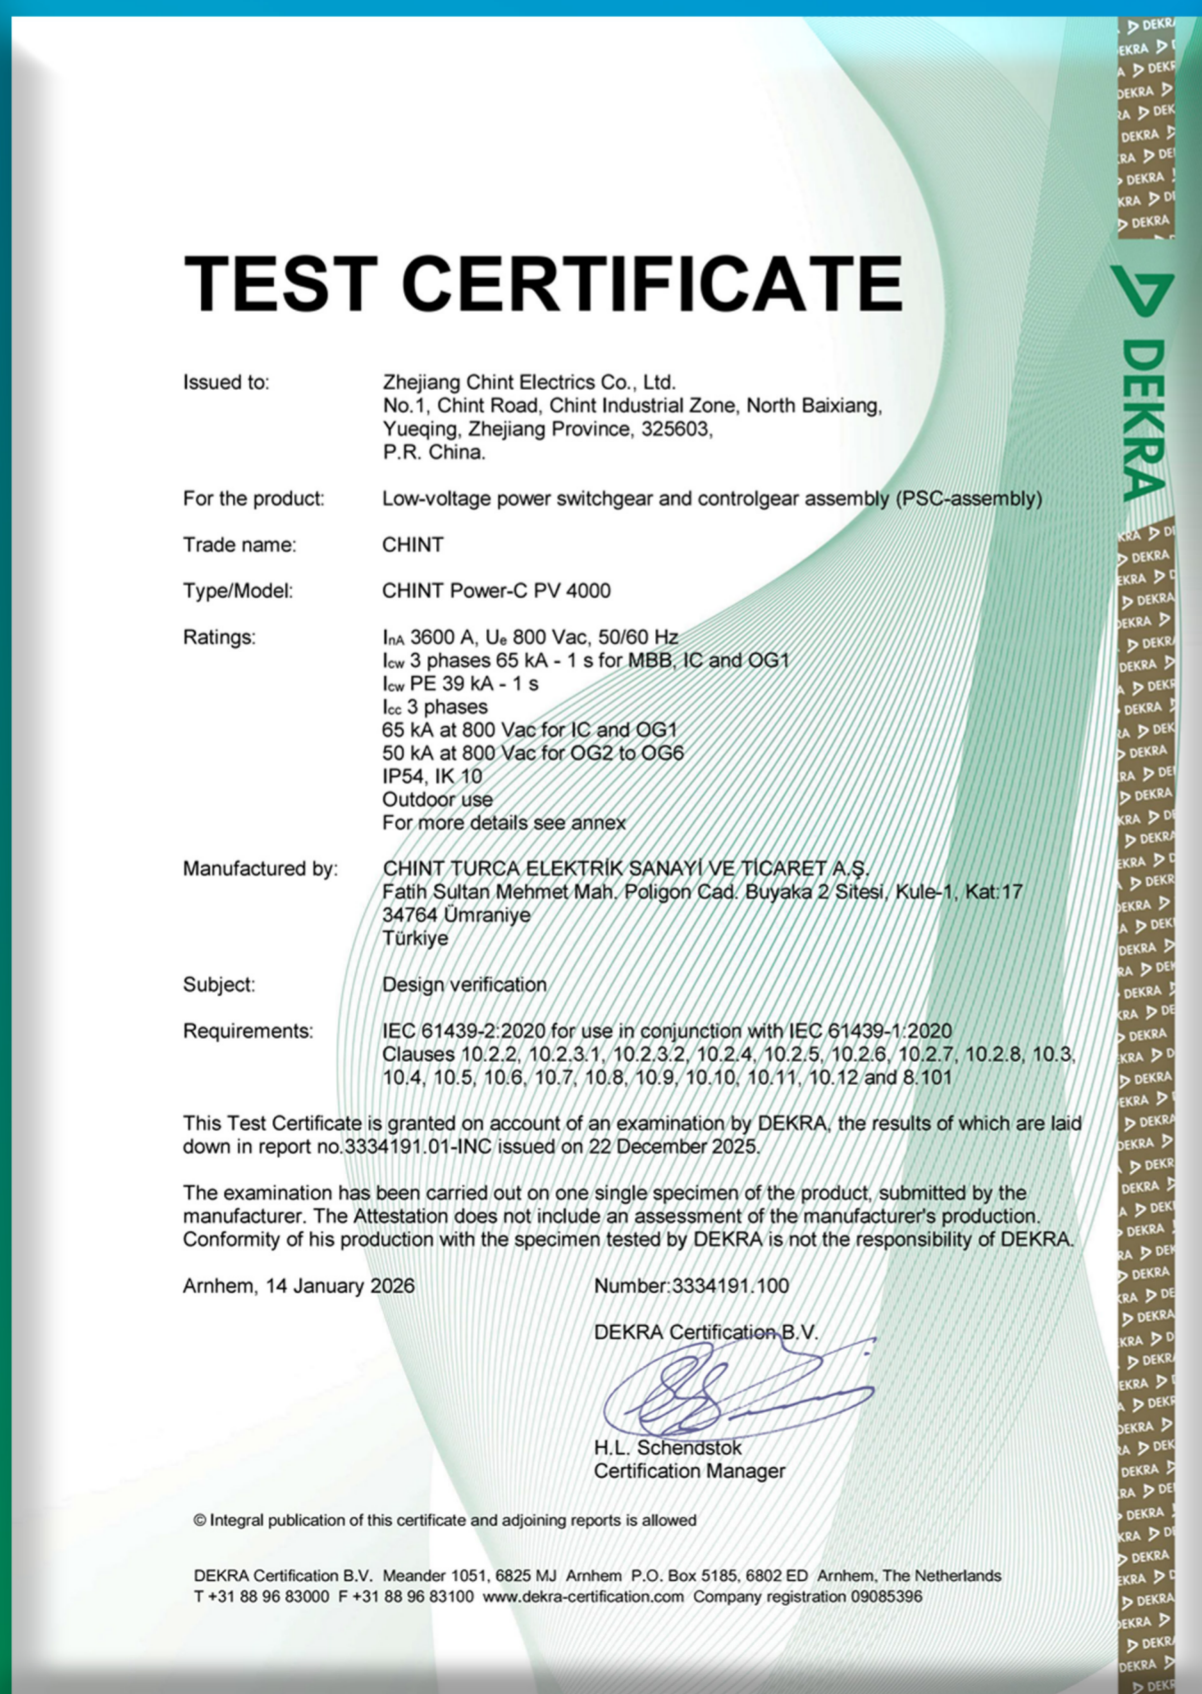 TEST CERTIFICATE
Issued to: Zhejiang Chint Electrics Co., Ltd.
No.1, Chint Road, Chint Industrial Zone, North Baixiang,
Yueqing, Zhejiang Province, 325603,
P.R. China.
For the product: Low-voltage power switchgear and controlgear assembly (PSC-assembly)
Trade name: CHINT
Type/Model: CHINT Power-C PV 4000
Ratings: InA 3600 A, Ue 800 Vac, 50/60 Hz
Icw 3 phases 65 kA - 1 s for MBB, IC and OG1
Icw PE 39 kA - 1 s
Icc 3 phases
65 kA at 800 Vac for IC and OG1
50 kA at 800 Vac for OG2 to OG6
IP54, IK 10
Outdoor use
For more details see annex
Manufactured by: CHINT TURCA ELEKTRİK SANAYİ VE TİCARET A.Ş.
Fatih Sultan Mehmet Mah. Poligon Cad. Buyaka 2 Sitesi, Kule-1, Kat:17
34764 Ümraniye
Türkiye
Subject: Design verification
Requirements: IEC 61439-2:2020 for use in conjunction with IEC 61439-1:2020
Clauses 10.2.2, 10.2.3.1, 10.2.3.2, 10.2.4, 10.2.5, 10.2.6, 10.2.7, 10.2.8, 10.3,
10.4, 10.5, 10.6, 10.7, 10.8, 10.9, 10.10, 10.11, 10.12 and 8.101
This Test Certificate is granted on account of an examination by DEKRA, the results of which are laid
down in report no.3334191.01-INC issued on 22 December 2025.
The examination has been carried out on one single specimen of the product, submitted by the
manufacturer. The Attestation does not include an assessment of the manufacturer's production.
Conformity of his production with the specimen tested by DEKRA is not the responsibility of DEKRA.
Arnhem, 14 January 2026 Number:3334191.100
DEKRA Certification B.V.
H.L. Schendstok
Certification Manager
© Integral publication of this certificate and adjoining reports is allowed
DEKRA Certification B.V. Meander 1051, 6825 MJ Arnhem P.O. Box 5185, 6802 ED Arnhem, The Netherlands
T +31 88 96 83000 F +31 88 96 83100 www.dekra-certification.com Company registration 09085396
DEKRA